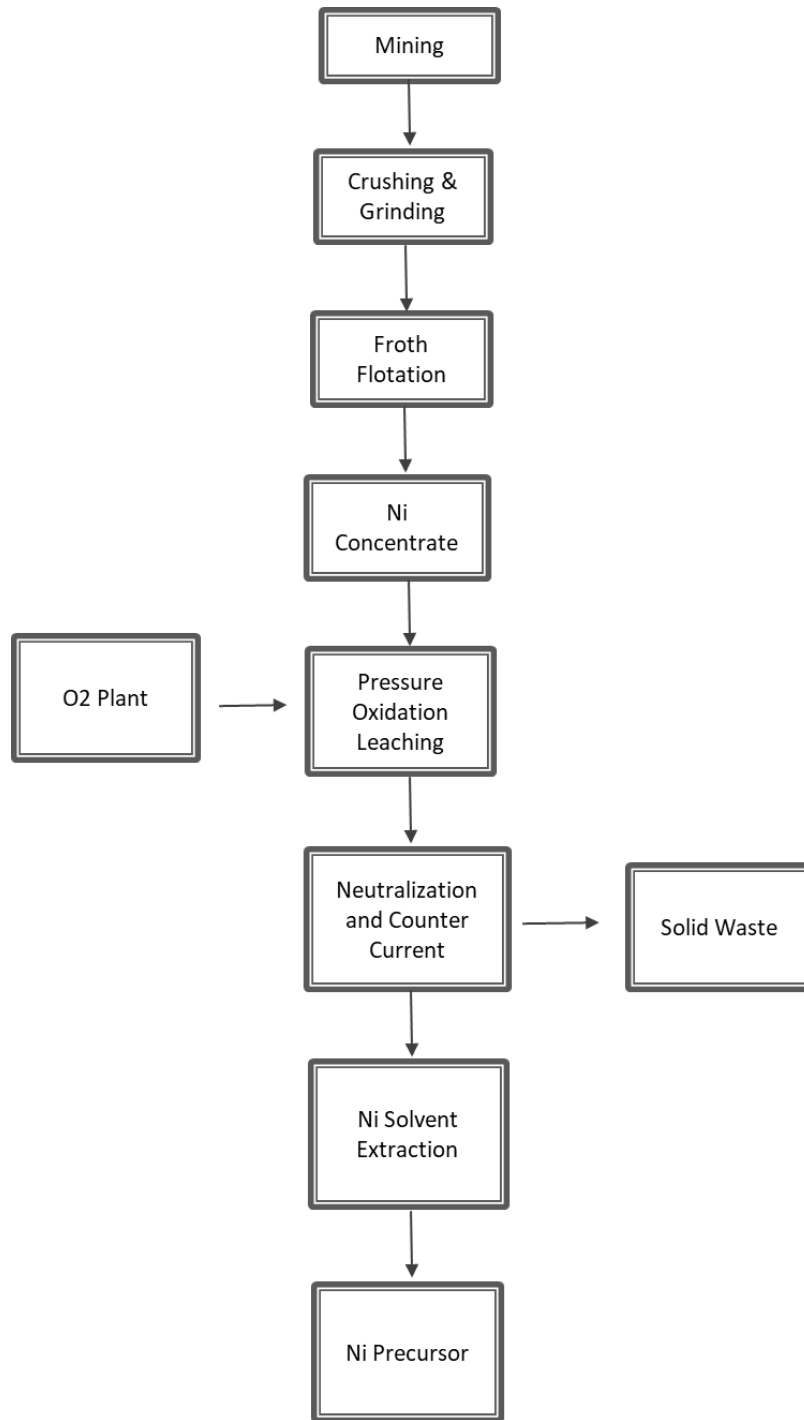 Mining
Crushing &
Grinding
Froth
Flotation
Ni
Concentrate
O2 Plant
Pressure
Oxidation
Leaching
Neutralization
and Counter
Current
Solid Waste
Ni Solvent
Extraction
Ni Precursor